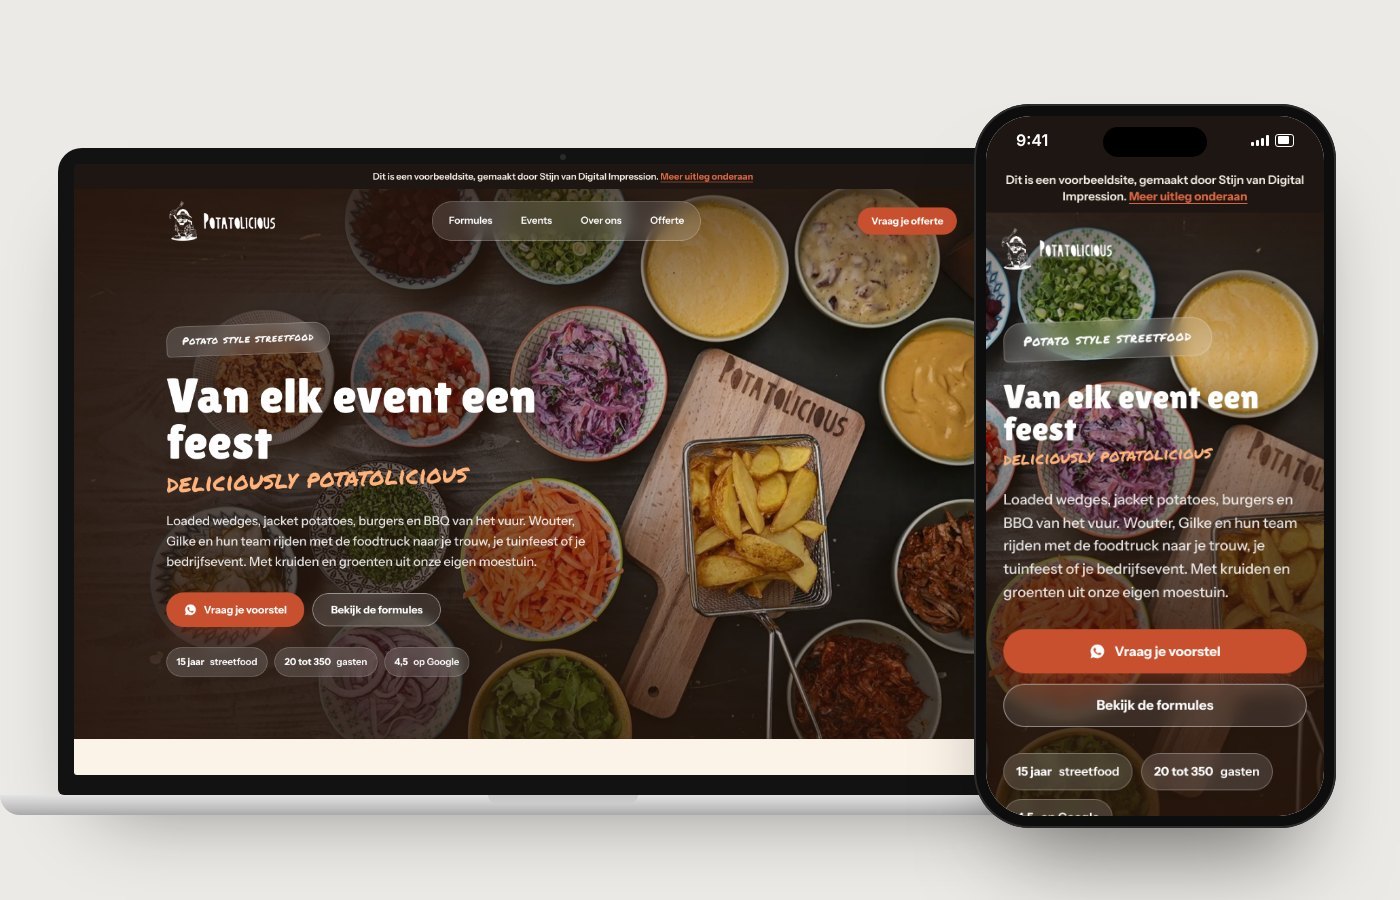 Dit is een voorbeeldsite, gemaakt door Stijn van Digital Impression. Meer uitleg onderaan
POTATOLICIOUS
Formules
Events
Over ons
Offerte
Vraag je offerte
POTATO STYLE STREETFOOD
Van elk event een
feest
DELICIOUSLY POTATOLICIOUS
Loaded wedges, jacket potatoes, burgers en BBQ van het vuur. Wouter,
Gilke en hun team rijden met de foodtruck naar je trouw, je tuinfeest of je
bedrijfsevent. Met kruiden en groenten uit onze eigen moestuin.
Vraag je voorstel
Bekijk de formules
15 jaar streetfood
20 tot 350 gasten
4,5 op Google
POTATOLICIOUS
9:41
Dit is een voorbeeldsite, gemaakt door Stijn van Digital
Impression. Meer uitleg onderaan
POTATOLICIOUS
POTATO STYLE STREETFOOD
Van elk event een
feest
DELICIOUSLY POTATOLICIOUS
Loaded wedges, jacket potatoes, burgers en
BBQ van het vuur. Wouter, Gilke en hun team
rijden met de foodtruck naar je trouw, je
tuinfeest of je bedrijfsevent. Met kruiden en
groenten uit onze eigen moestuin.
Vraag je voorstel
Bekijk de formules
15 jaar streetfood
20 tot 350 gasten
4,5 op Google